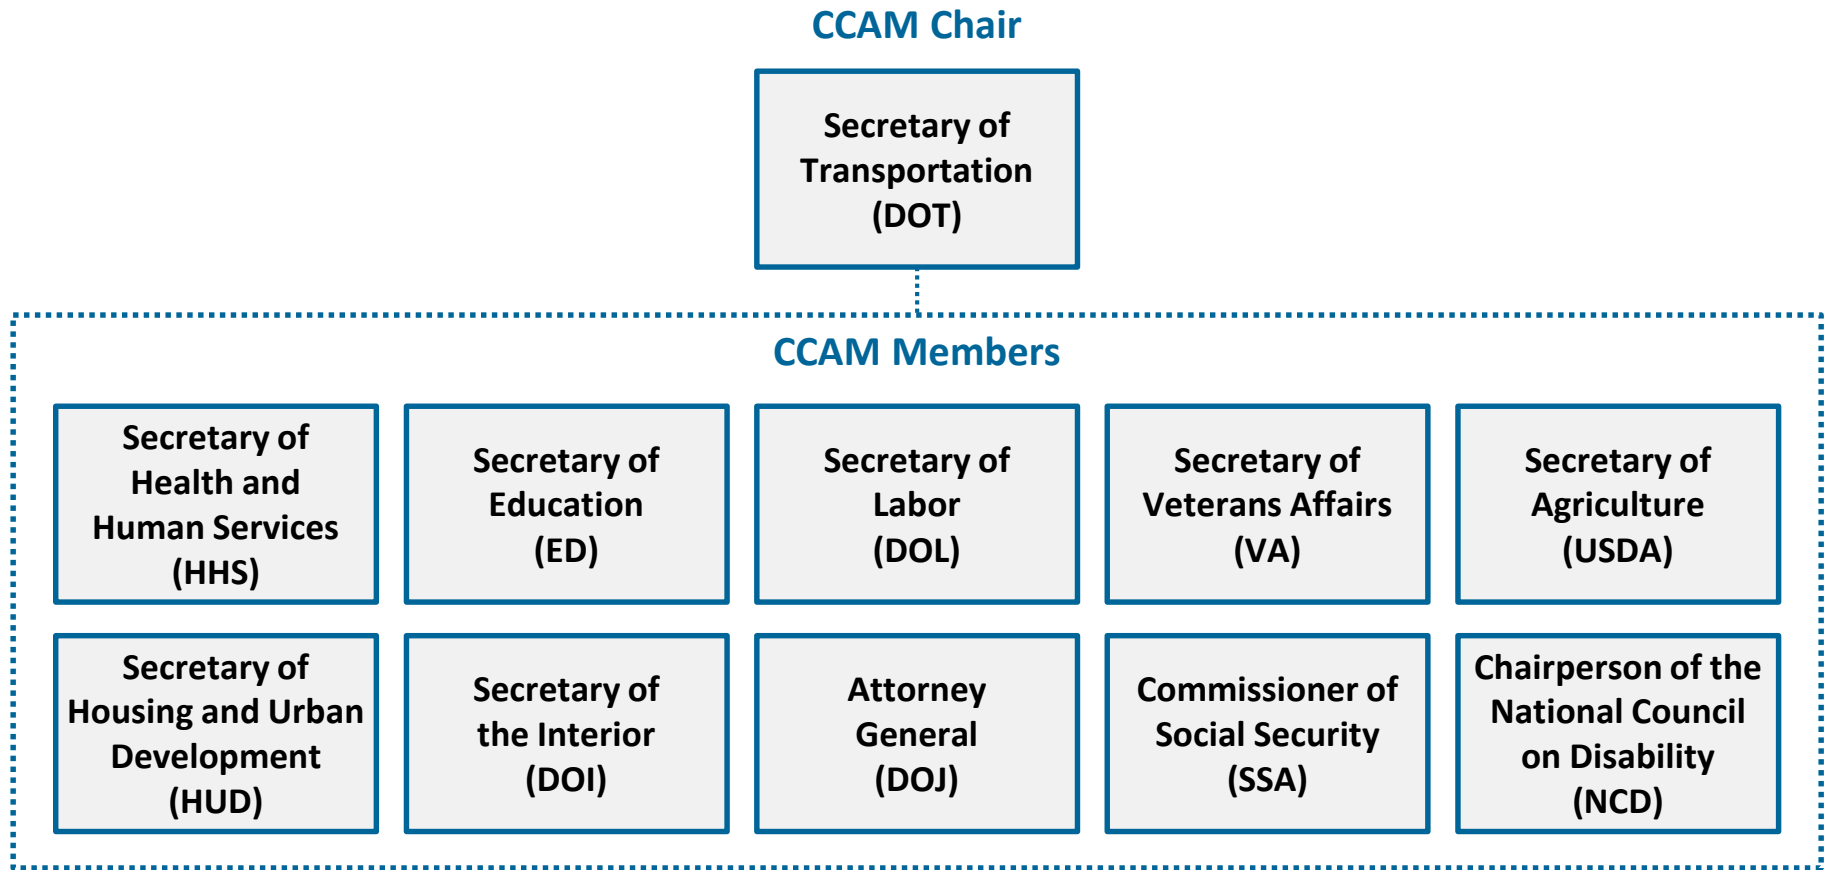 CCAM Chair
Secretary of
Transportation
(DOT)
CCAM Members
Secretary of
Health and
Human Services
(HHS)
Secretary of
Education
(ED)
Secretary of
Labor
(DOL)
Secretary of
Veterans Affairs
(VA)
Secretary of
Agriculture
(USDA)
Secretary of
Housing and Urban
Development
(HUD)
Secretary of
the Interior
(DOI)
Attorney
General
(DOJ)
Commissioner of
Social Security
(SSA)
Chairperson of the
National Council
on Disability
(NCD)